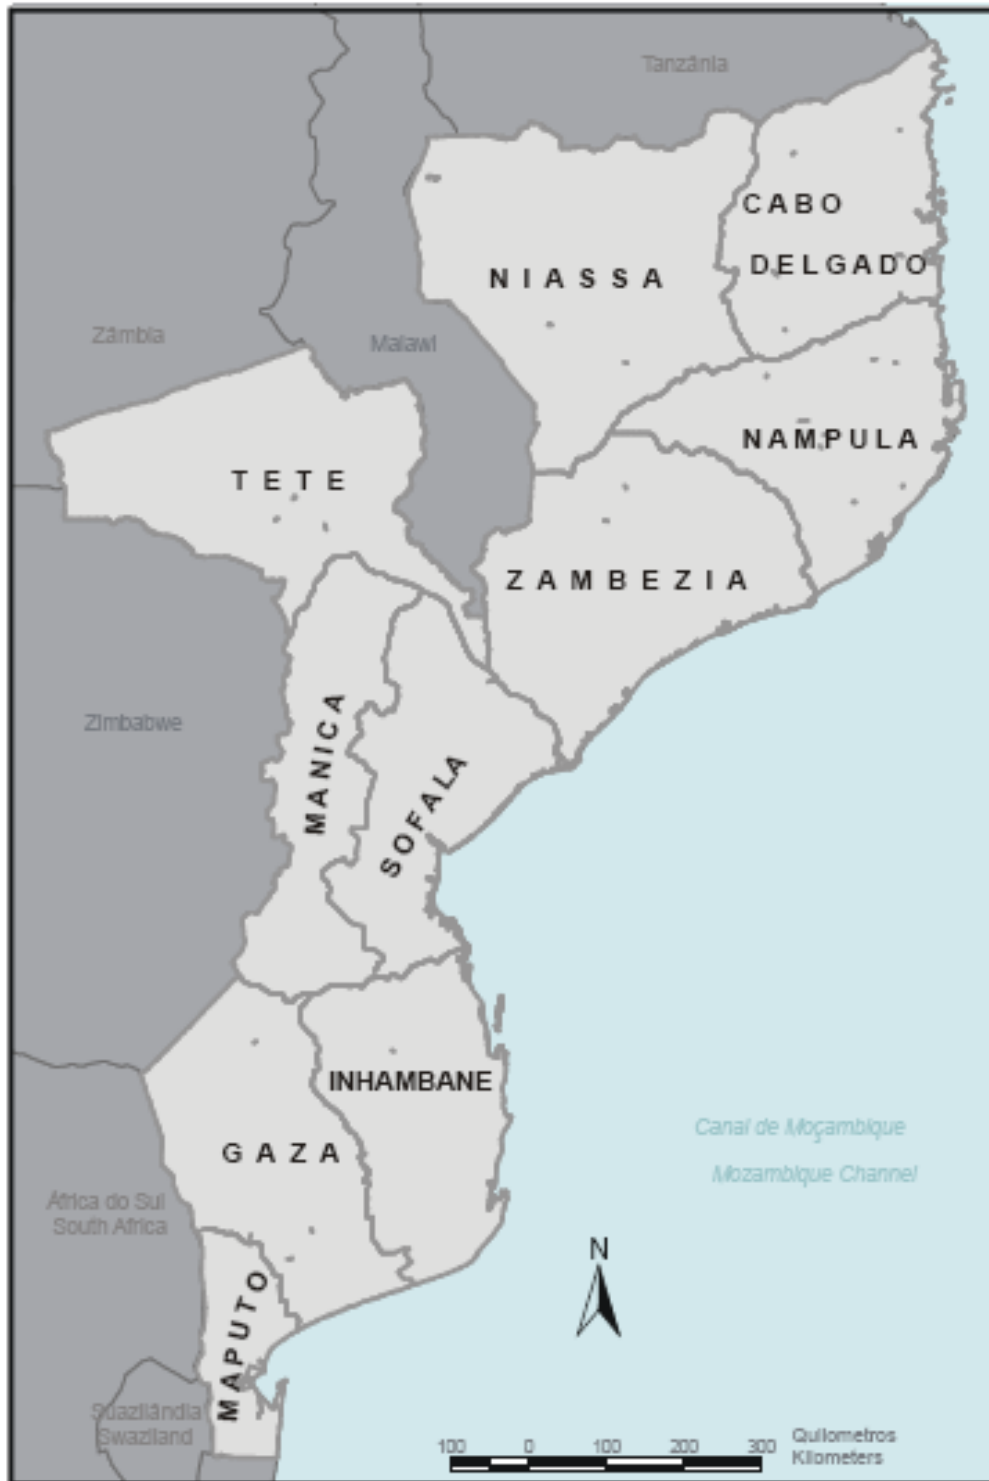 Tanzânia
CABO
DELGADO
NIASSA
Zâmbia
Malawi
NAMPULA
TETE
ZAMBEZIA
MANICA
Zimbabwe
SOFALA
INHAMBANE
Canal de Moçambique
Mozambique Channel
GAZA
África do Sul
South Africa
N
MAPUTO
Suazilândia
Swaziland
100 0 100 200 300 Quilometros
Kilometers